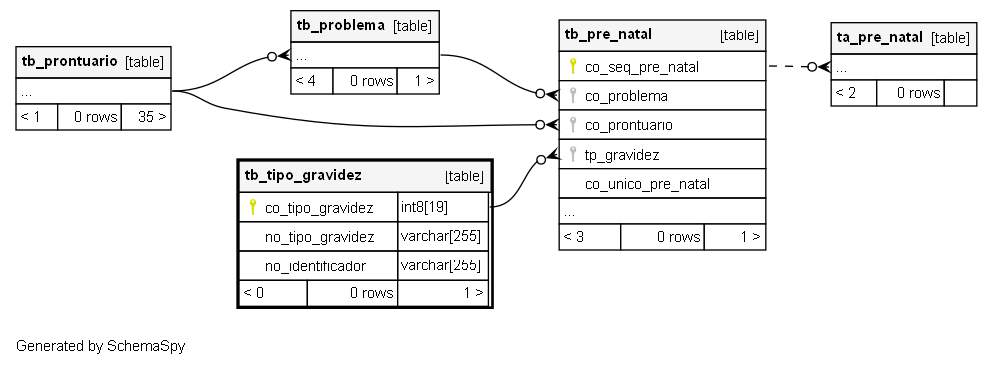 tb_prontuario [table]
...
< 1 0 rows 35 >
tb_problema [table]
...
< 4 0 rows 1 >
tb_pre_natal [table]
co_seq_pre_natal
co_problema
co_prontuario
tp_gravidez
co_unico_pre_natal
...
< 3 0 rows 1 >
ta_pre_natal [table]
...
< 2 0 rows
tb_tipo_gravidez [table]
co_tipo_gravidez int8[19]
no_tipo_gravidez varchar[255]
no_identificador varchar[255]
< 0 0 rows 1 >
Generated by SchemaSpy